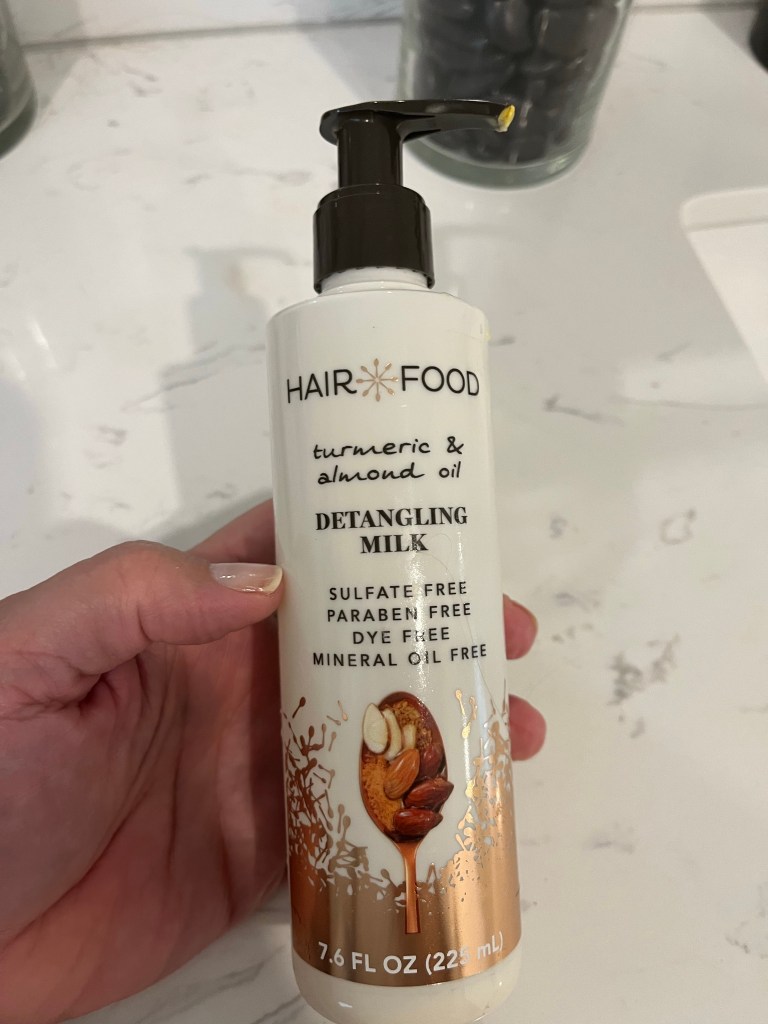 HAIR FOOD
turmeric &
almond oil
DETANGLING
MILK
SULFATE FREE
PARABEN FREE
DYE FREE
MINERAL OIL FREE
7.6 FL OZ (225 mL)